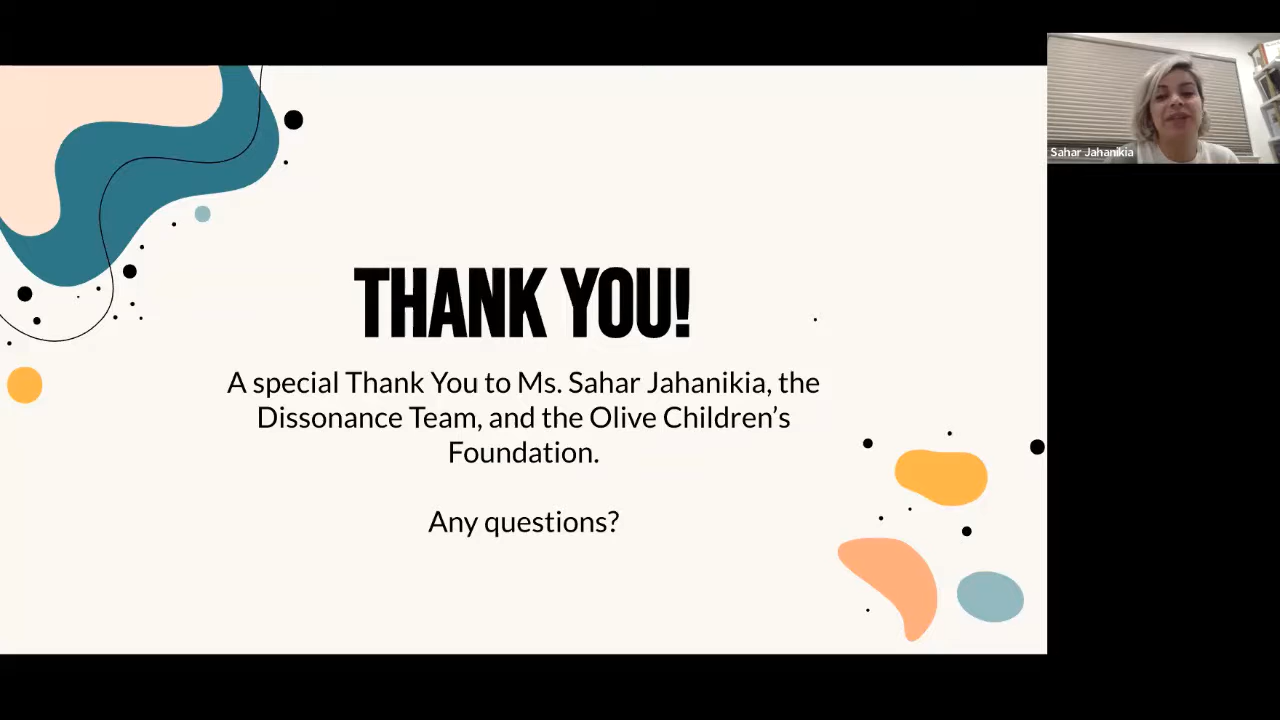 THANK YOU!
A special Thank You to Ms. Sahar Jahanikia, the
Dissonance Team, and the Olive Children’s
Foundation.
Any questions?
Sahar Jahanikia